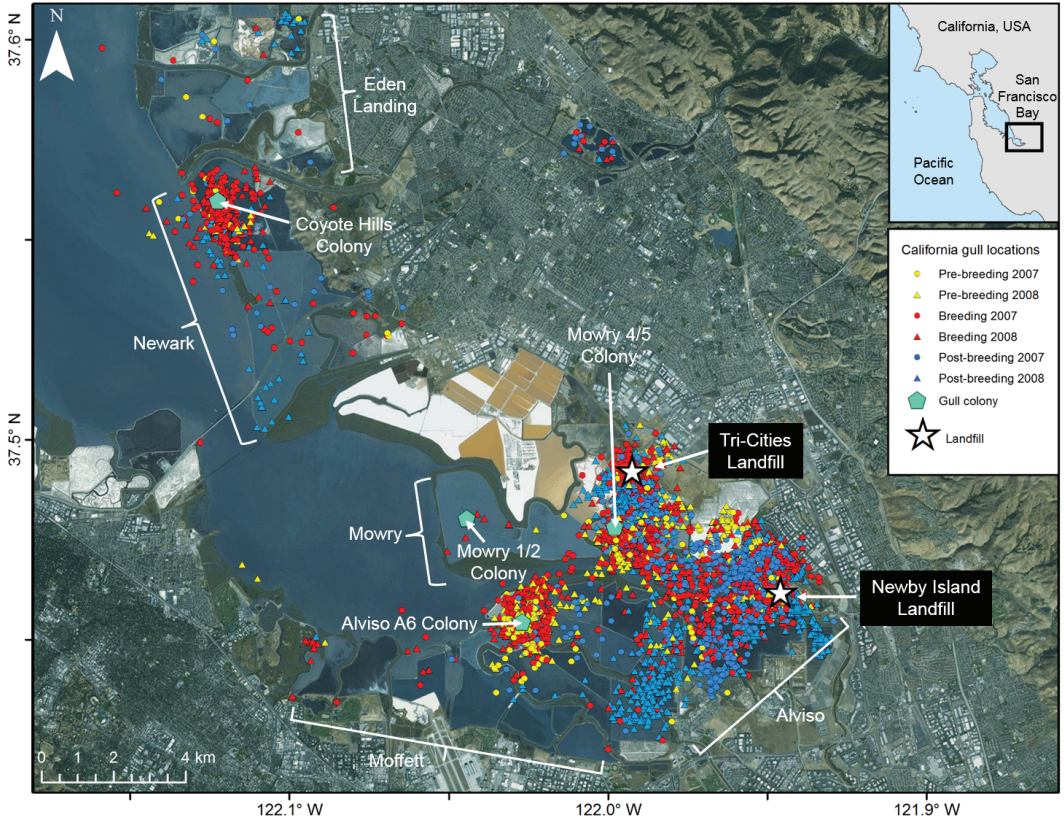 N
37.6° N
37.5° N
Eden
Landing
Coyote Hills
Colony
Newark
Mowry 4/5
Colony
Tri-Cities
Landfill
Mowry
Mowry 1/2
Colony
Newby Island
Landfill
Alviso A6 Colony
Alviso
Moffett
0 1 2 4 km
122.1° W
122.0° W
121.9° W
California, USA
San
Francisco
Bay
Pacific
Ocean
California gull locations
Pre-breeding 2007
Pre-breeding 2008
Breeding 2007
Breeding 2008
Post-breeding 2007
Post-breeding 2008
Gull colony
Landfill